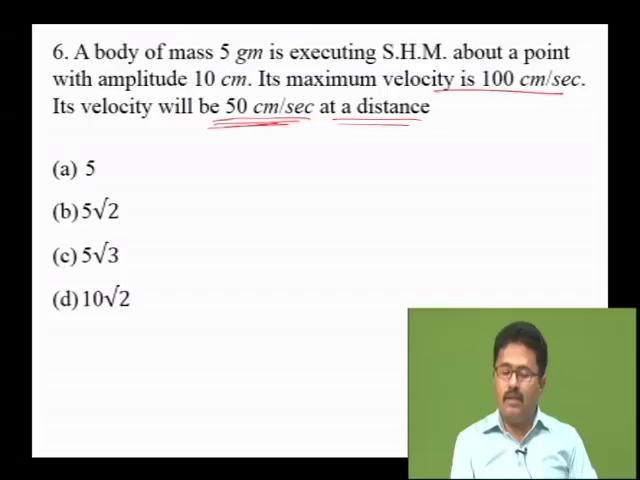 6. A body of mass 5 gm is executing S.H.M. about a point
with amplitude 10 cm. Its maximum velocity is 100 cm/sec.
Its velocity will be 50 cm/sec at a distance
(a) 5
(b) 5√2
(c) 5√3
(d) 10√2